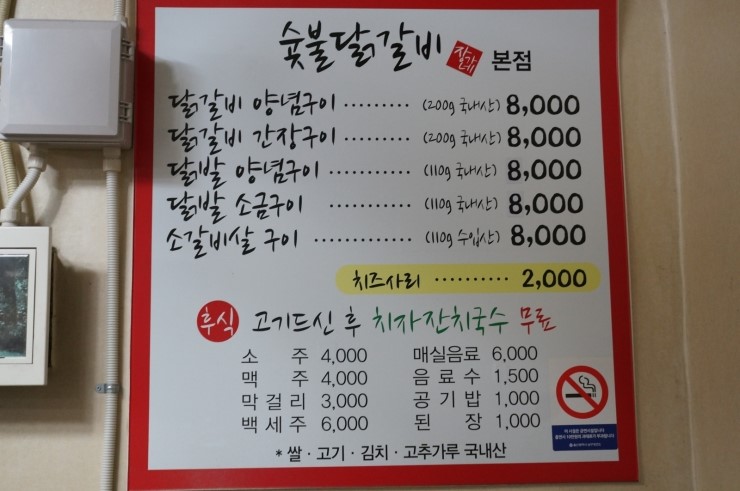 숯불닭갈비 장가네 본점
닭갈비 양념구이 ·········· (200g 국내산) 8,000
닭갈비 간장구이 ·········· (200g 국내산) 8,000
닭발 양념구이 ············ (110g 국내산) 8,000
닭발 소금구이 ············ (110g 국내산) 8,000
소갈비살 구이 ············· (110g 수입산) 8,000
치즈사리 ·········· 2,000
후식 고기드신 후 치자잔치국수 무료
소 주 4,000 매실음료 6,000
맥 주 4,000 음료수 1,500
막걸리 3,000 공기밥 1,000
백세주 6,000 된 장 1,000
* 쌀 · 고기 · 김치 · 고추가루 국내산